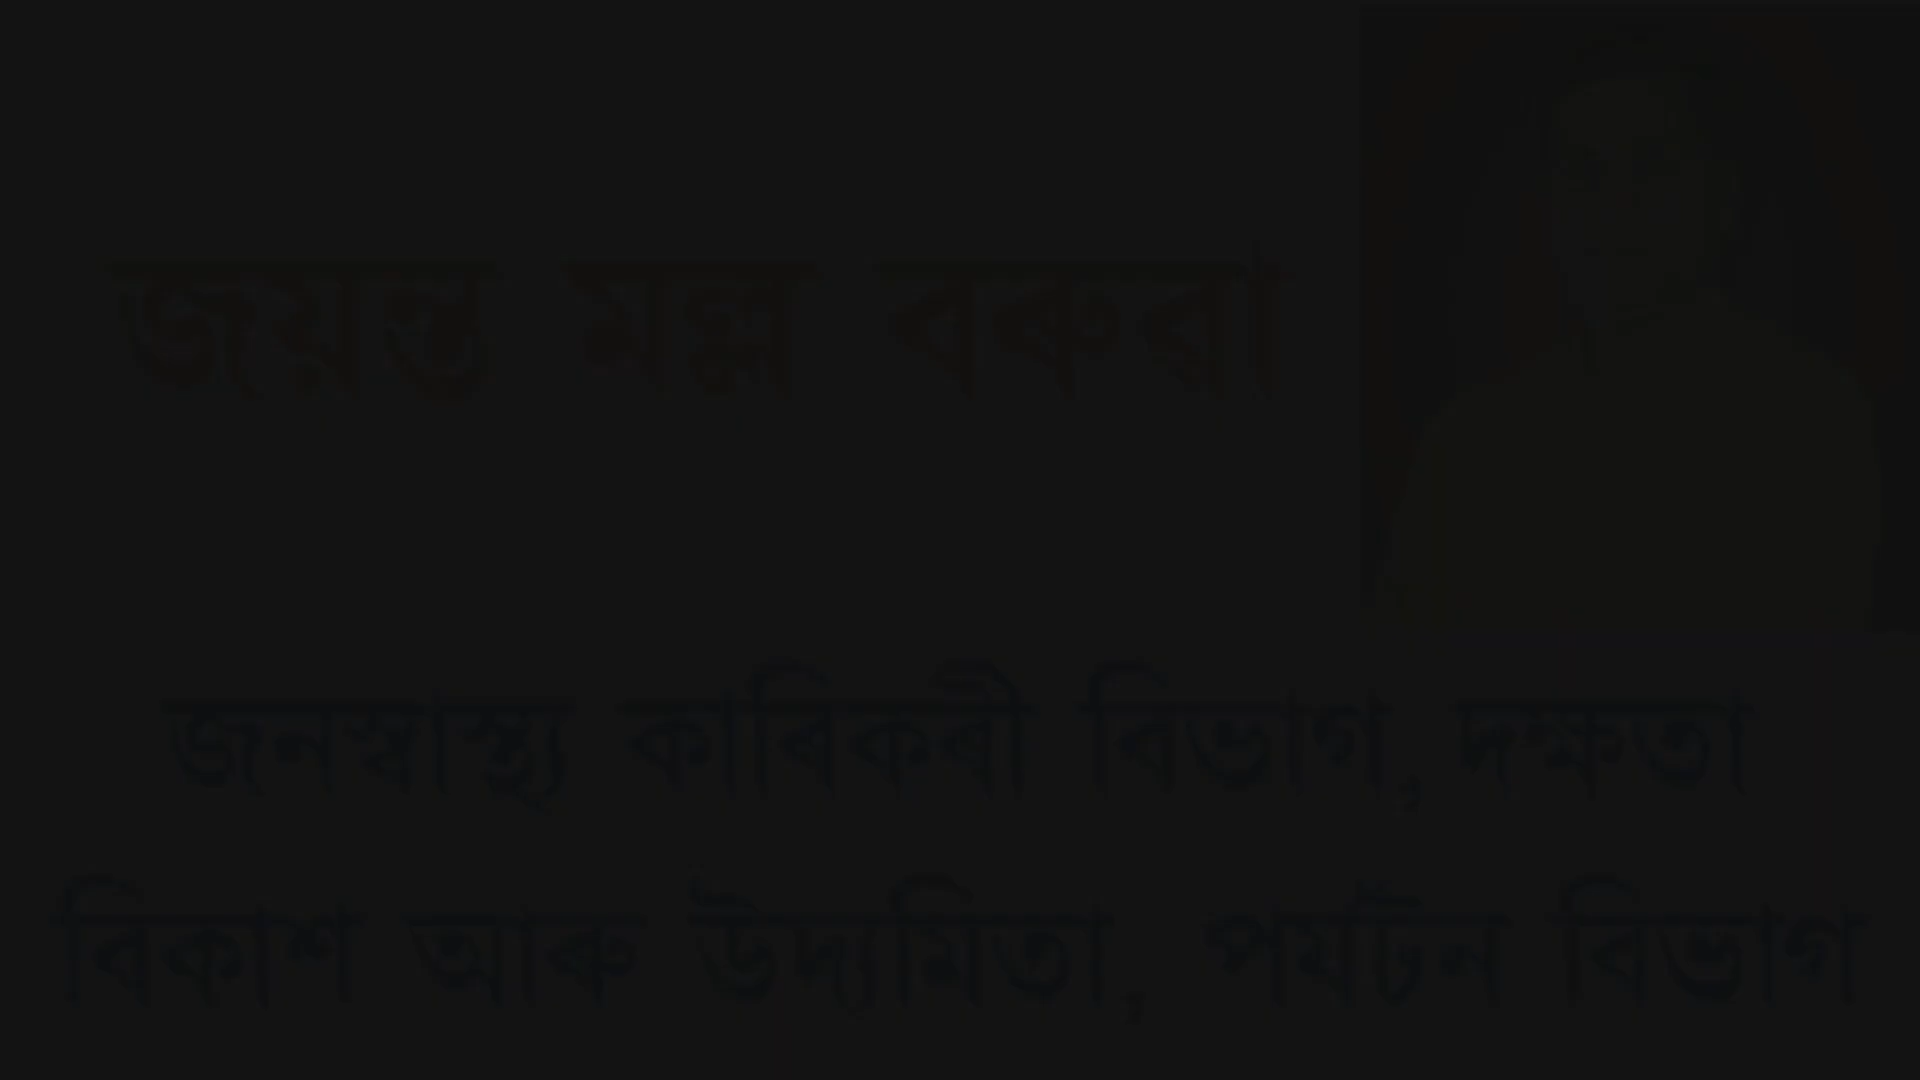 জয়ন্ত মল্ল বৰুৱা
জনস্বাস্থ্য কাৰিকৰী বিভাগ, দক্ষতা
বিকাশ আৰু উদ্যমিতা, পৰ্যটন বিভাগ